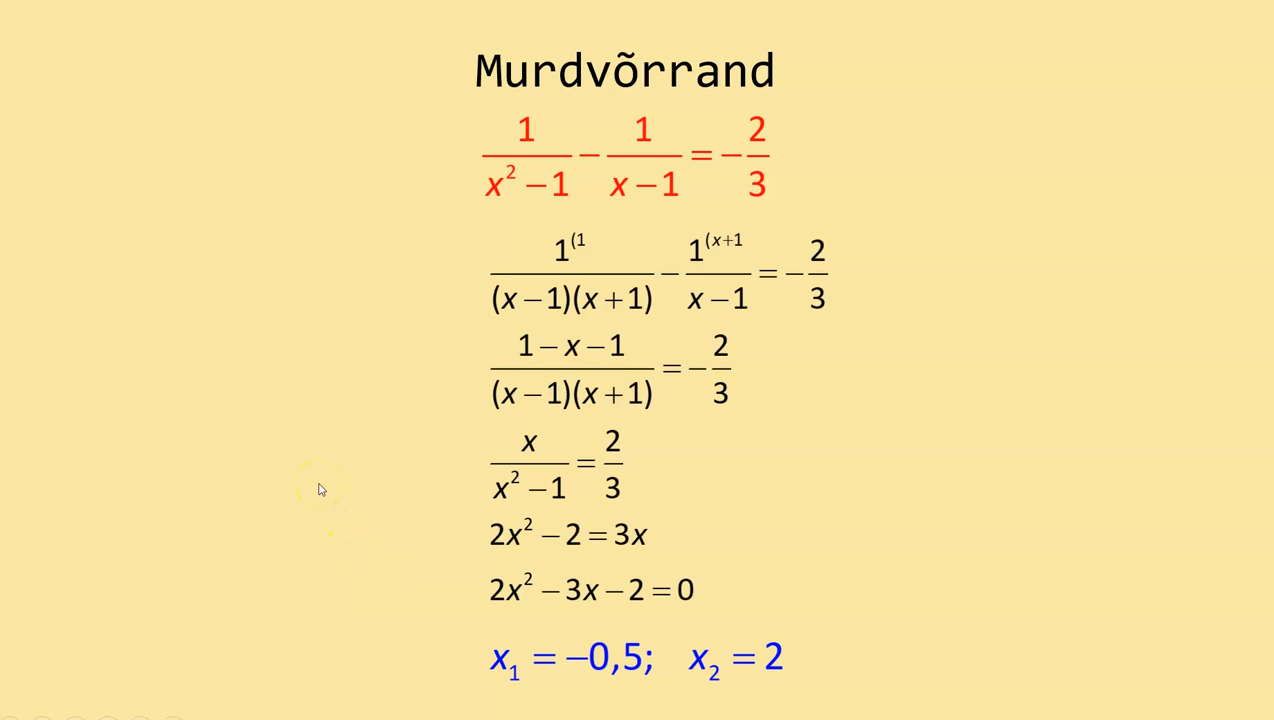 Murdvõrrand
1/(x² − 1) − 1/(x − 1) = −2/3
1⁽¹/((x − 1)(x + 1)) − 1⁽ˣ⁺¹/(x − 1) = −2/3
(1 − x − 1)/((x − 1)(x + 1)) = −2/3
x/(x² − 1) = 2/3
2x² − 2 = 3x
2x² − 3x − 2 = 0
x₁ = −0,5; x₂ = 2